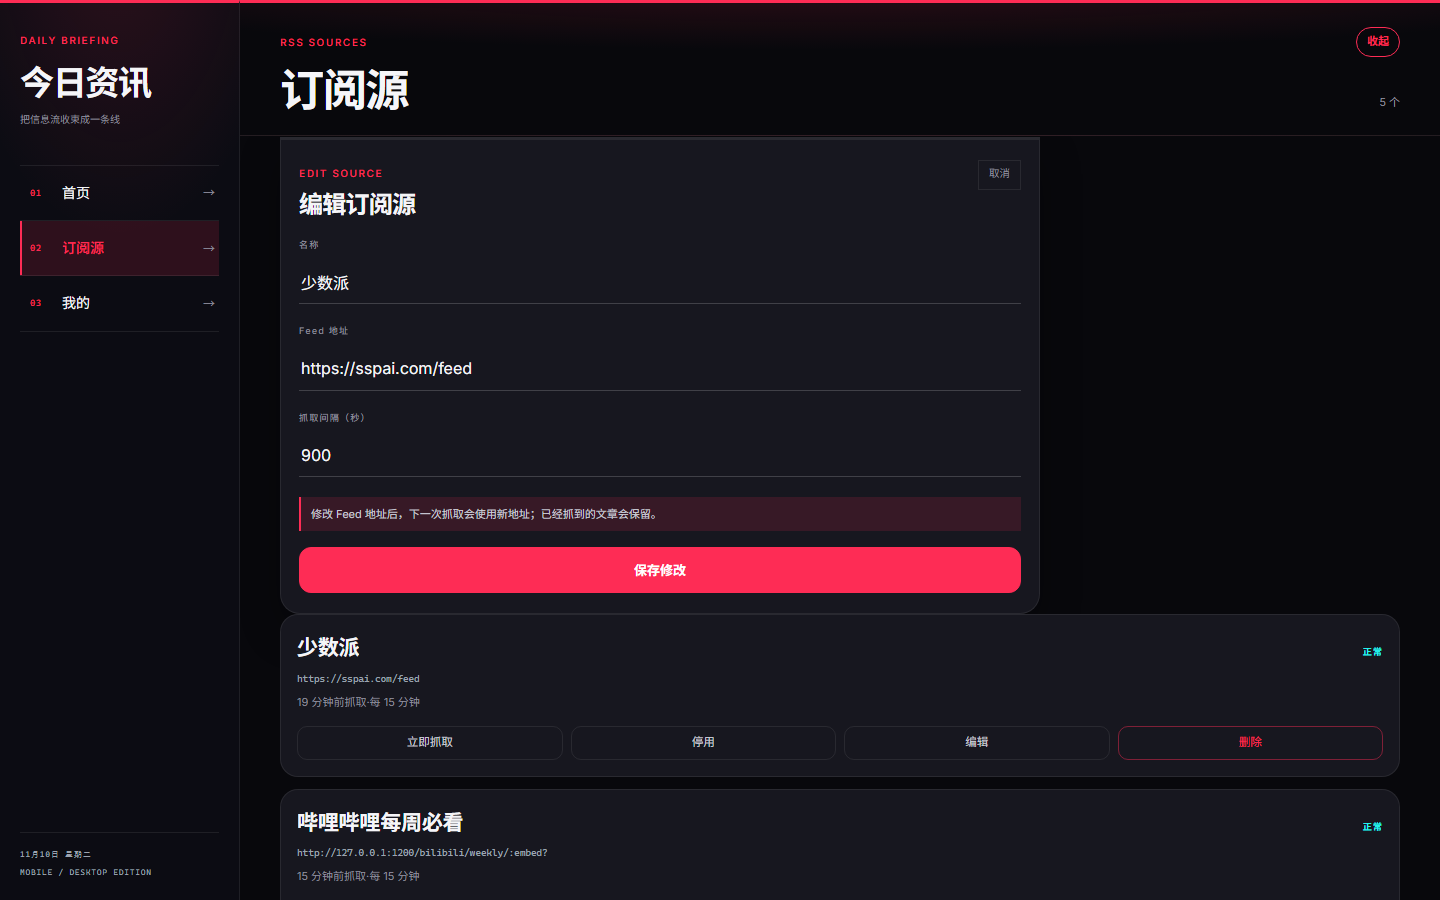 DAILY BRIEFING
今日资讯
把信息流收束成一条线
01 首页 →
02 订阅源 →
03 我的 →
11月10日 星期二
MOBILE / DESKTOP EDITION
RSS SOURCES
订阅源
收起
5 个
EDIT SOURCE
编辑订阅源
取消
名称
少数派
Feed 地址
https://sspai.com/feed
抓取间隔（秒）
900
修改 Feed 地址后，下一次抓取会使用新地址；已经抓到的文章会保留。
保存修改
少数派
正常
https://sspai.com/feed
19 分钟前抓取·每 15 分钟
立即抓取 停用 编辑 删除
哔哩哔哩每周必看
正常
http://127.0.0.1:1200/bilibili/weekly/:embed?
15 分钟前抓取·每 15 分钟